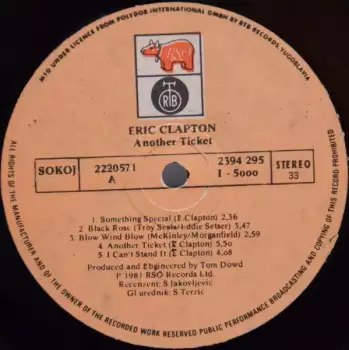 MFD UNDER LICENCE FROM POLYDOR INTERNATIONAL GMBH BY RTB RECORDS, YUGOSLAVIA
RSO
RTB
ERIC CLAPTON
Another Ticket
SOKOJ
2220571
A
2394 295
I - 5000
STEREO
33
1. Something Special (E. Clapton) 2,36
2. Black Rose (Troy Seals/Eddie Setser) 3,47
3. Blow Wind Blow (McKinley/Morganfield) 2,59
4. Another Ticket (E Clapton) 5,50
5. I Can't Stand It (E Clapton) 4,08
Produced and Engineered by Tom Dowd
℗ 1981 RSO Records Ltd.
Recenzent: S. Jakovljević
Gl urednik: S. Terzić
ALL RIGHTS OF THE MANUFACTURER AND OF THE OWNER OF THE RECORDED WORK RESERVED PUBLIC PERFORMANCE BROADCASTING AND COPYING OF THIS RECORD PROHIBITED